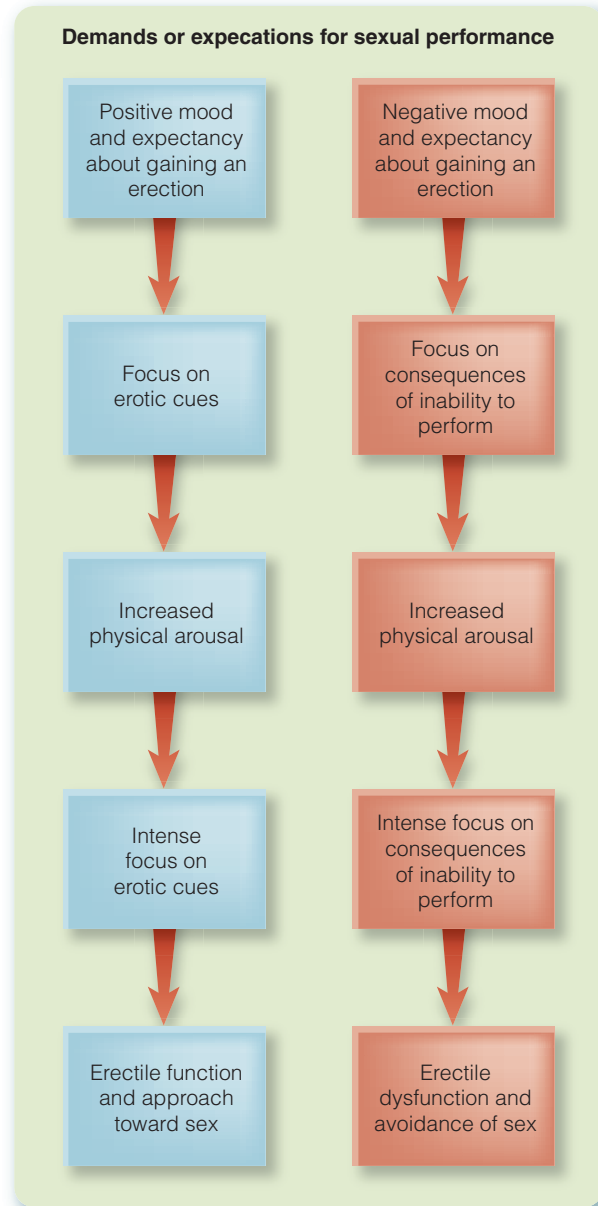 Demands or expecations for sexual performance
Positive mood
and expectancy
about gaining an
erection
Focus on
erotic cues
Increased
physical arousal
Intense
focus on
erotic cues
Erectile function
and approach
toward sex
Negative mood
and expectancy
about gaining an
erection
Focus on
consequences
of inability to
perform
Increased
physical arousal
Intense focus on
consequences
of inability to
perform
Erectile
dysfunction and
avoidance of sex